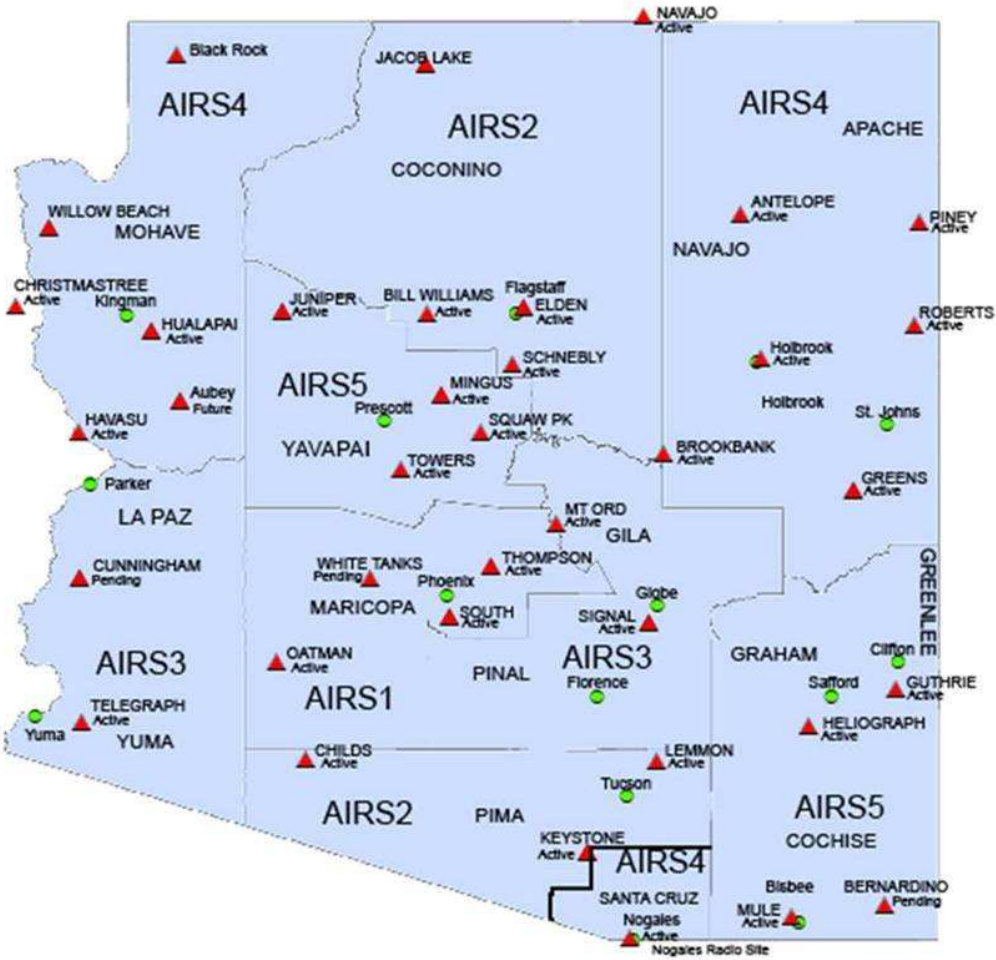 NAVAJO
Active
Black Rock
JACOB LAKE
AIRS4
AIRS2
AIRS4
APACHE
COCONINO
WILLOW BEACH
MOHAVE
ANTELOPE
Active
PINEY
Active
NAVAJO
CHRISTMASTREE
Active
Kingman
HUALAPAI
Active
JUNIPER
Active
BILL WILLIAMS
Active
Flagstaff
ELDEN
Active
ROBERTS
Active
SCHNEBLY
Active
Holbrook
Active
Aubey
Future
AIRS5
MINGUS
Active
Prescott
Holbrook
St. Johns
HAVASU
Active
SQUAW PK
Active
YAVAPAI
TOWERS
Active
BROOKBANK
Active
Parker
GREENS
Active
LA PAZ
MT ORD
Active
GILA
CUNNINGHAM
Pending
WHITE TANKS
Pending
THOMPSON
Active
Phoenix
MARICOPA
SOUTH
Active
Globe
SIGNAL
Active
GREENLEE
AIRS3
OATMAN
Active
PINAL
AIRS3
GRAHAM
Clifton
AIRS1
Florence
Safford
GUTHRIE
Active
TELEGRAPH
Active
Yuma
YUMA
HELIOGRAPH
Active
CHILDS
Active
LEMMON
Active
Tucson
AIRS2
PIMA
AIRS5
COCHISE
KEYSTONE
Active
AIRS4
SANTA CRUZ
Bisbee
MULE
Active
BERNARDINO
Pending
Nogales
Active
Nogales Radio Site